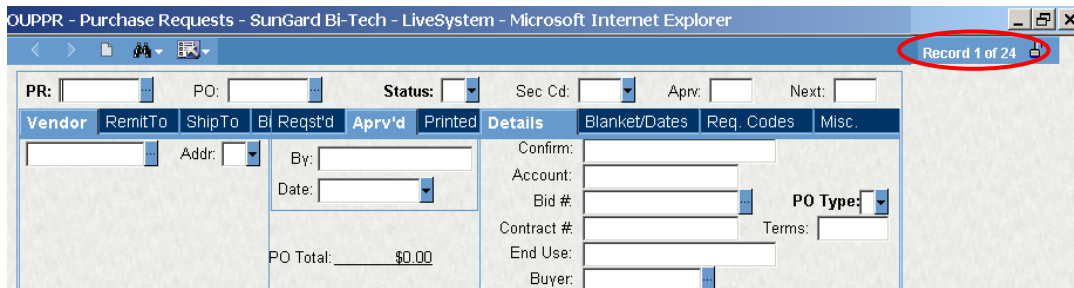 OUPPR - Purchase Requests - SunGard Bi-Tech - LiveSystem - Microsoft Internet Explorer
Record 1 of 24
PR: PO: Status: Sec Cd: Aprv: Next:
Vendor RemitTo ShipTo Bi Reqst'd Aprv'd Printed Details Blanket/Dates Req. Codes Misc.
Addr: By: Confirm:
Account:
Date: Bid #: PO Type:
Contract #: Terms:
PO Total: $0.00 End Use:
Buyer: